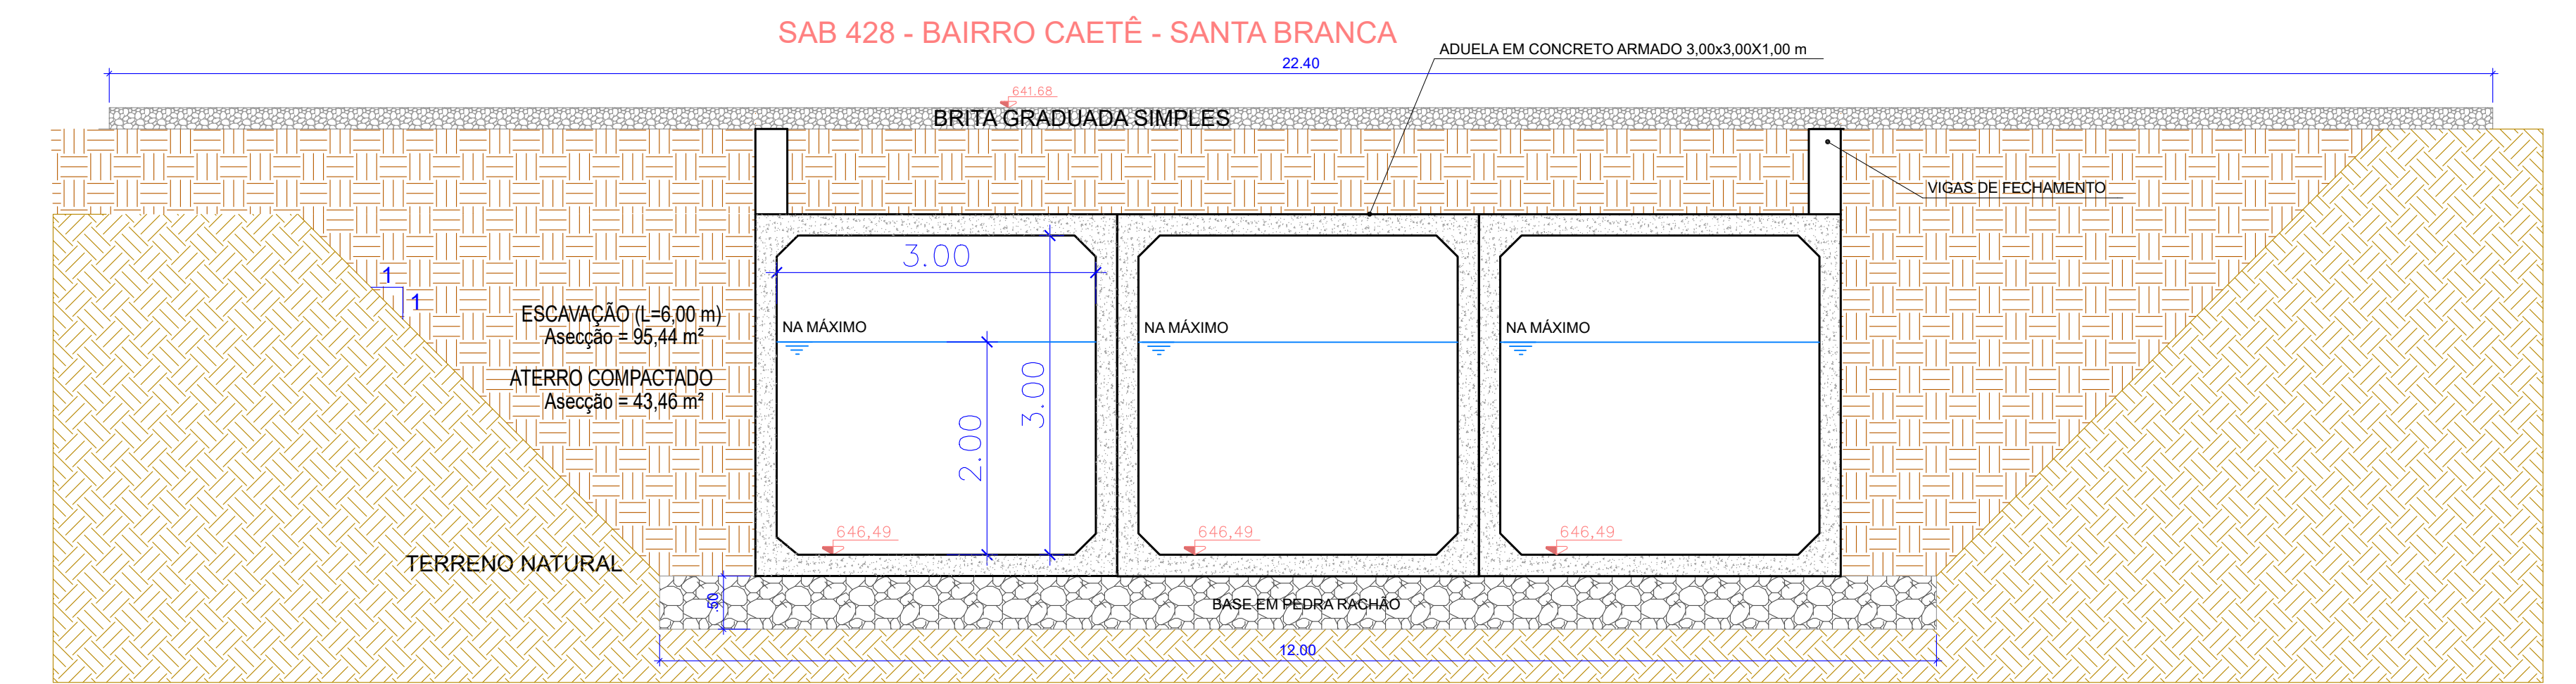 SAB 428 - BAIRRO CAETÊ - SANTA BRANCA
ADUELA EM CONCRETO ARMADO 3,00x3,00X1,00 m
22.40
641.68
BRITA GRADUADA SIMPLES
VIGAS DE FECHAMENTO
3.00
1
1
ESCAVAÇÃO (L=6,00 m)
Asecção = 95,44 m²
NA MÁXIMO
NA MÁXIMO
NA MÁXIMO
ATERRO COMPACTADO
Asecção = 43,46 m²
3.00
2.00
646,49
646,49
646,49
TERRENO NATURAL
.50
BASE EM PEDRA RACHÃO
12.00